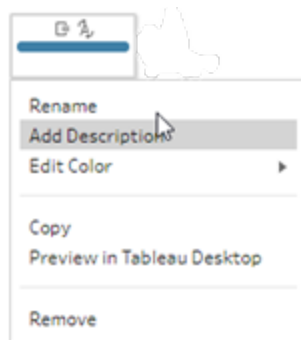 Rename
Add Description
Edit Color
Copy
Preview in Tableau Desktop
Remove